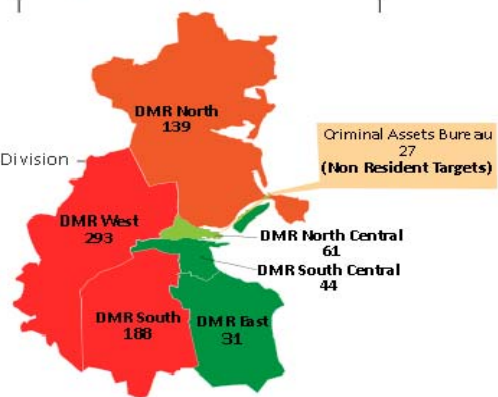 DMR North
139
Criminal Assets Bureau
27
(Non Resident Targets)
Division
DMR West
293
DMR North Central
61
DMR South Central
44
DMR South
188
DMR East
31